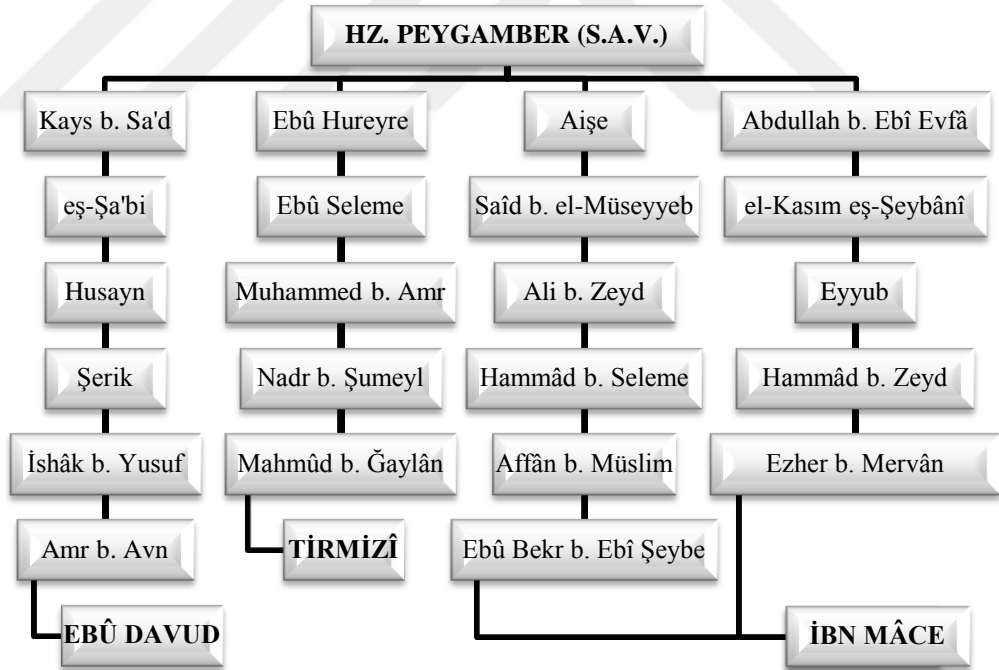 HZ. PEYGAMBER (S.A.V.)
Kays b. Sa'd
Ebû Hureyre
Aişe
Abdullah b. Ebî Evfâ
eş-Şa'bi
Ebû Seleme
Saîd b. el-Müseyyeb
el-Kasım eş-Şeybânî
Husayn
Muhammed b. Amr
Ali b. Zeyd
Eyyub
Şerik
Nadr b. Şumeyl
Hammâd b. Seleme
Hammâd b. Zeyd
İshâk b. Yusuf
Mahmûd b. Ğaylân
Affân b. Müslim
Ezher b. Mervân
Amr b. Avn
TİRMİZÎ
Ebû Bekr b. Ebî Şeybe
EBÛ DAVUD
İBN MÂCE